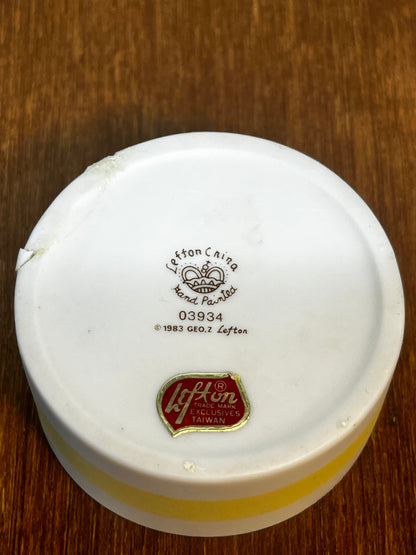 Lefton China
Hand Painted
03934
© 1983 GEO. Z Lefton
Lefton ®
TRADE MARK
EXCLUSIVES
TAIWAN